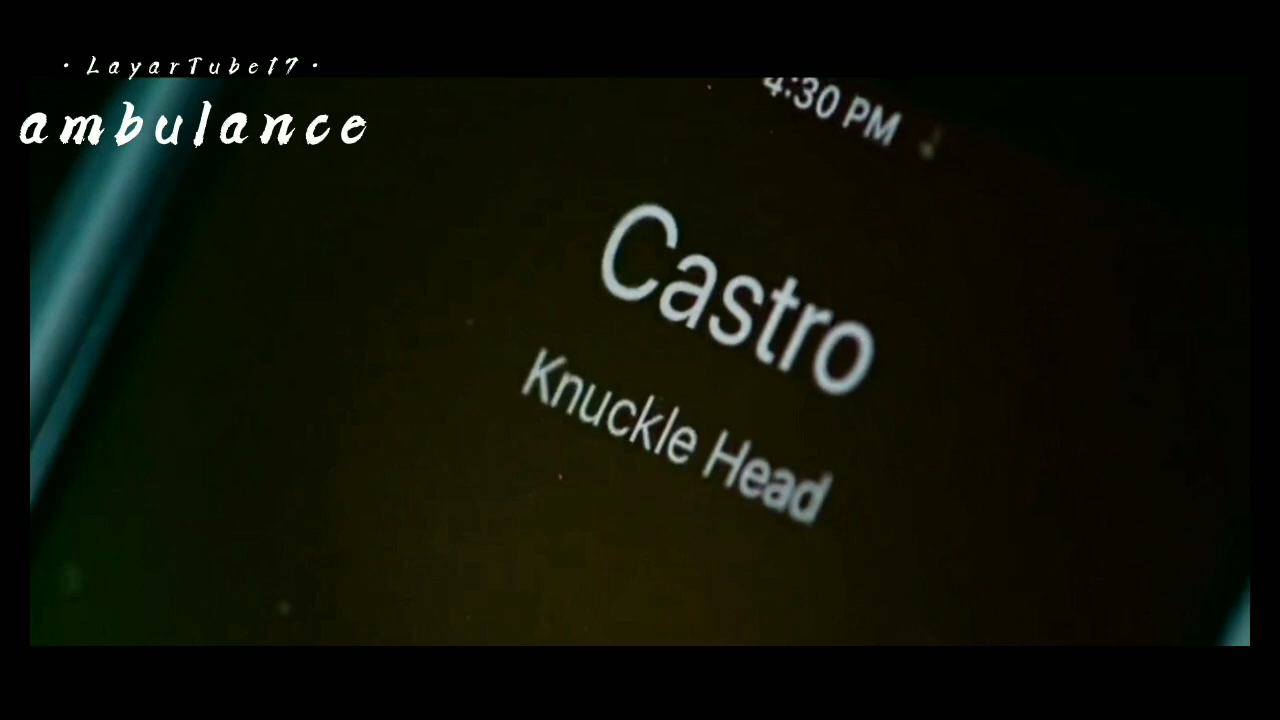 · LayarTube17 ·
ambulance
4:30 PM
Castro
Knuckle Head